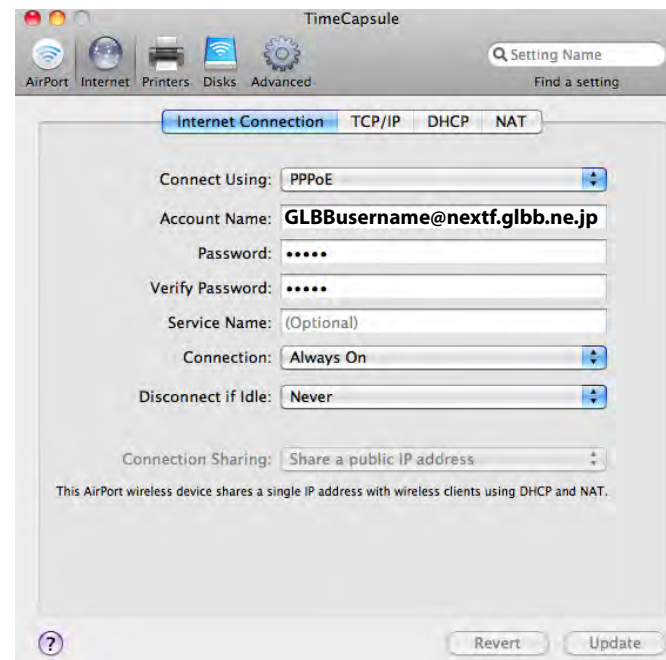 TimeCapsule
AirPort Internet Printers Disks Advanced
Setting Name
Find a setting
Internet Connection TCP/IP DHCP NAT
Connect Using: PPPoE
Account Name: GLBBusername@nextf.glbb.ne.jp
Password: •••••
Verify Password: •••••
Service Name: (Optional)
Connection: Always On
Disconnect if Idle: Never
Connection Sharing: Share a public IP address
This AirPort wireless device shares a single IP address with wireless clients using DHCP and NAT.
? Revert Update